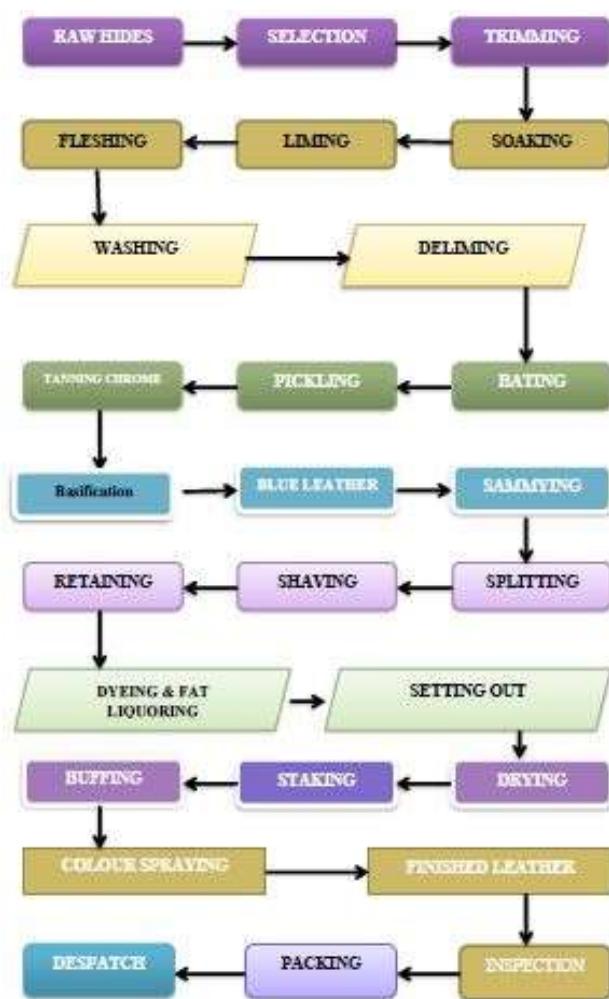 RAW HIDES
SELECTION
TRIMMING
SOAKING
LIMING
FLESHING
WASHING
DELIMING
BATING
PICKLING
TANNING CHROME
Basification
BLUE LEATHER
SAMMYING
SPLITTING
SHAVING
RETAINING
DYEING & FAT
LIQUORING
SETTING OUT
DRYING
STAKING
BUFFING
COLOUR SPRAYING
FINISHED LEATHER
INSPECTION
PACKING
DESPATCH